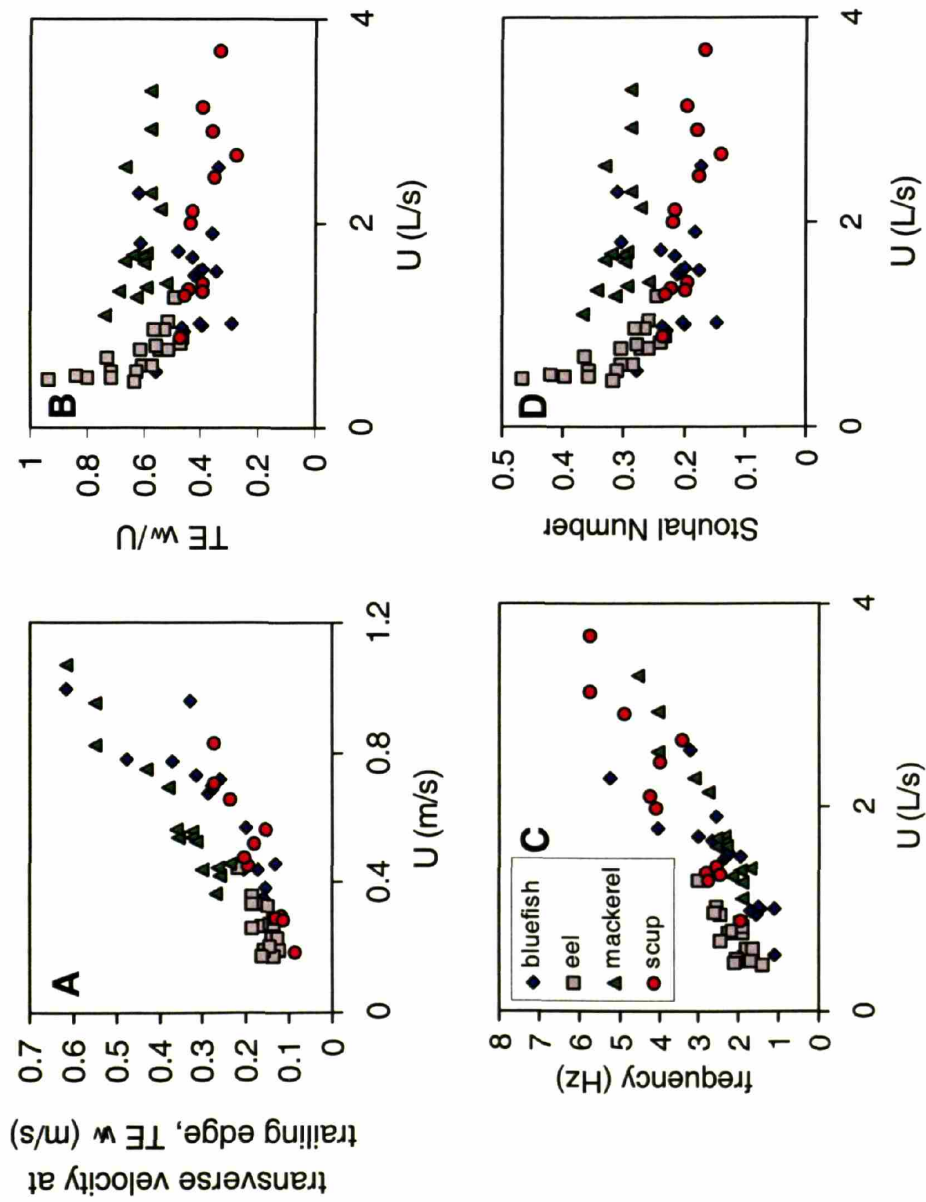 A
0.7
0.6
0.5
0.4
0.3
0.2
0.1
0
0
0.4
0.8
1.2
transverse velocity at
trailing edge, TE w (m/s)
U (m/s)
B
1
0.8
0.6
0.4
0.2
0
0
2
4
TE w/U
U (L/s)
C
8
7
6
5
4
3
2
1
0
0
2
4
frequency (Hz)
U (L/s)
bluefish
eel
mackerel
scup
D
0.5
0.4
0.3
0.2
0.1
0
0
2
4
Stouhal Number
U (L/s)